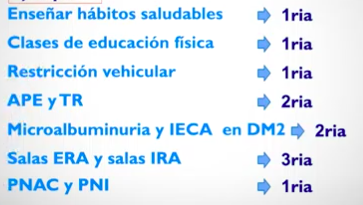 Enseñar hábitos saludables 1ria
Clases de educación física 1ria
Restricción vehicular 1ria
APE y TR 2ria
Microalbuminuria y IECA en DM2 2ria
Salas ERA y salas IRA 3ria
PNAC y PNI 1ria